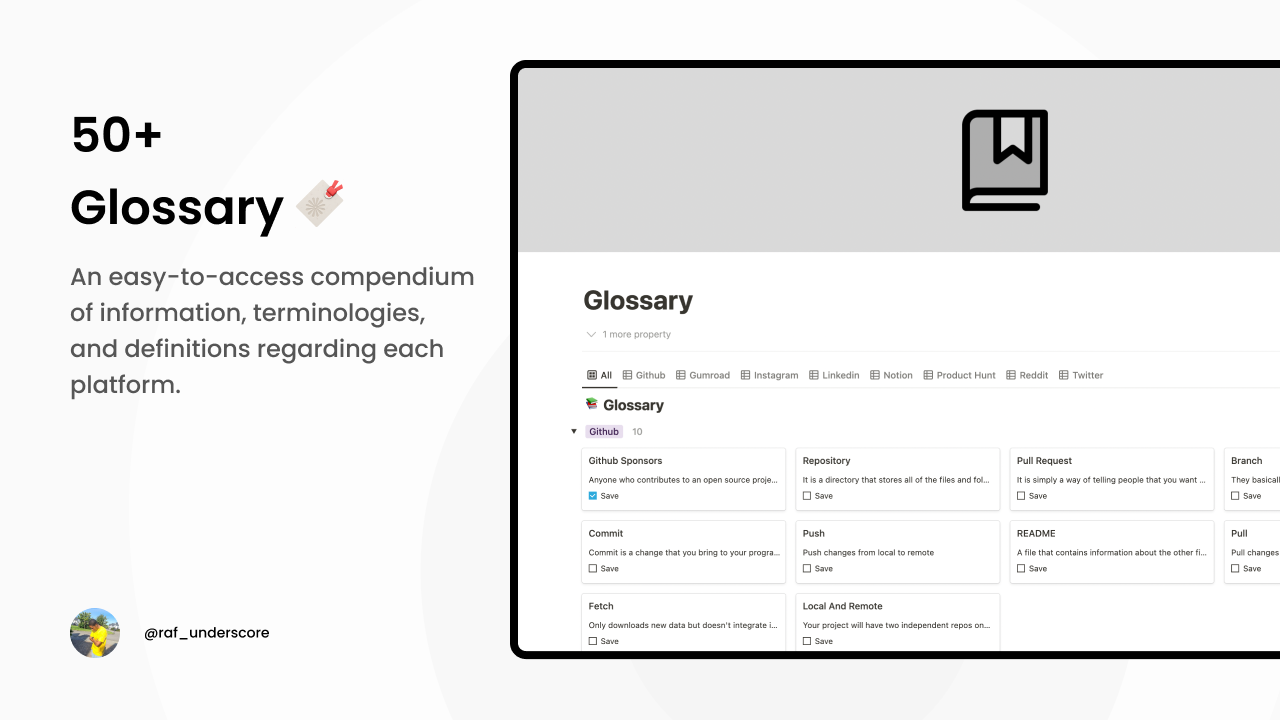 50+
Glossary
An easy-to-access compendium
of information, terminologies,
and definitions regarding each
platform.
@raf_underscore
Glossary
1 more property
All Github Gumroad Instagram Linkedin Notion Product Hunt Reddit Twitter
Glossary
Github 10
Github Sponsors
Anyone who contributes to an open source proje...
Save
Repository
It is a directory that stores all of the files and fol...
Save
Pull Request
It is simply a way of telling people that you want ...
Save
Branch
They basicall
Save
Commit
Commit is a change that you bring to your progra...
Save
Push
Push changes from local to remote
Save
README
A file that contains information about the other fi...
Save
Pull
Pull changes
Save
Fetch
Only downloads new data but doesn't integrate i...
Save
Local And Remote
Your project will have two independent repos on...
Save